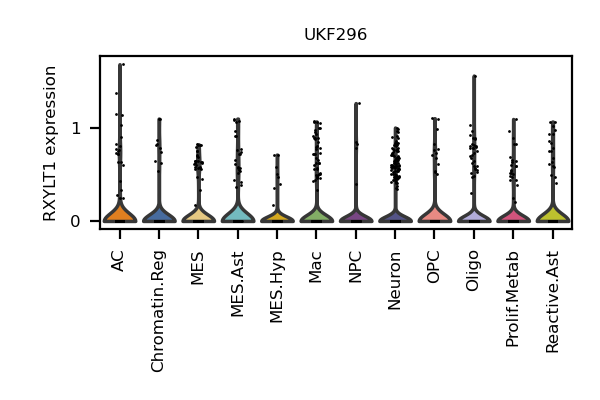 UKF296
RXYLT1 expression
1
0
AC
Chromatin.Reg
MES
MES.Ast
MES.Hyp
Mac
NPC
Neuron
OPC
Oligo
Prolif.Metab
Reactive.Ast